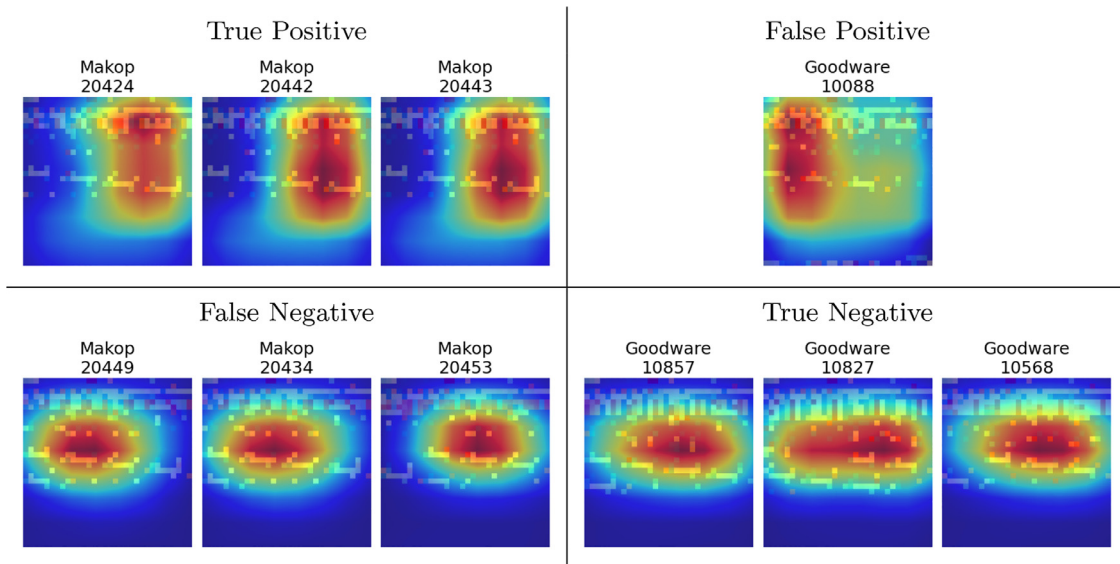 True Positive
Makop
20424
Makop
20442
Makop
20443
False Positive
Goodware
10088
False Negative
Makop
20449
Makop
20434
Makop
20453
True Negative
Goodware
10857
Goodware
10827
Goodware
10568